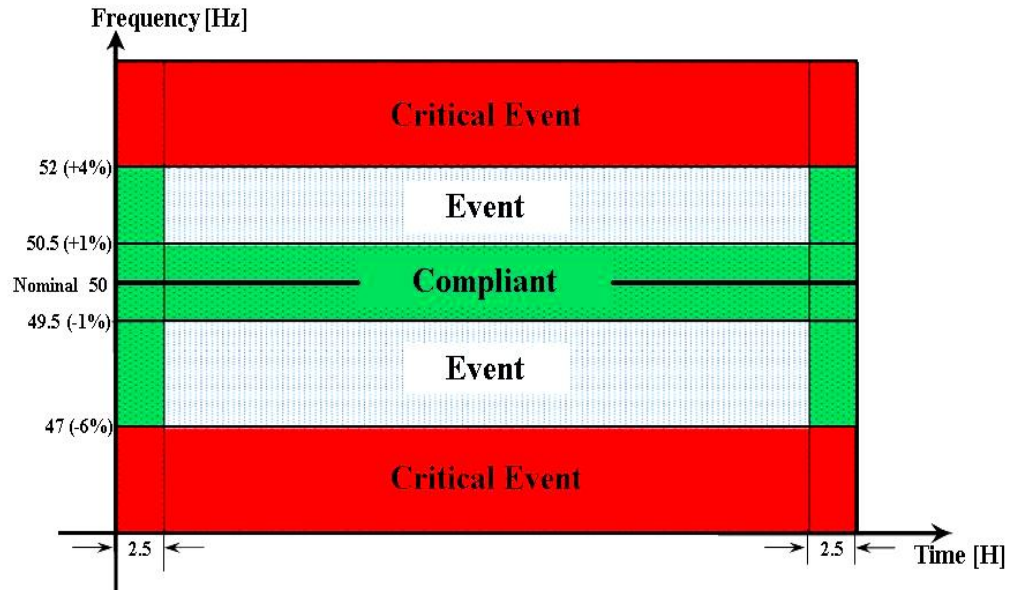 Frequency [Hz]
Critical Event
52 (+4%)
Event
50.5 (+1%)
Nominal 50
Compliant
49.5 (-1%)
Event
47 (-6%)
Critical Event
2.5
2.5
Time [H]